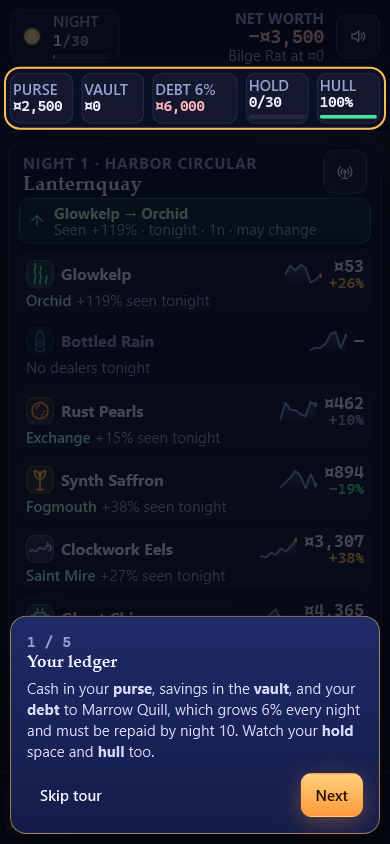 NIGHT
1/30
NET WORTH
−¤3,500
Bilge Rat at ¤0
PURSE
¤2,500
VAULT
¤0
DEBT 6%
¤6,000
HOLD
0/30
HULL
100%
NIGHT 1 · HARBOR CIRCULAR
Lanternquay
Glowkelp → Orchid
Seen +119% · tonight · 1n · may change
Glowkelp
¤53
+26%
Orchid +119% seen tonight
Bottled Rain
–
No dealers tonight
Rust Pearls
¤462
+10%
Exchange +15% seen tonight
Synth Saffron
¤894
−19%
Fogmouth +38% seen tonight
Clockwork Eels
¤3,307
+38%
Saint Mire +27% seen tonight
¤4,365
1 / 5
Your ledger
Cash in your purse, savings in the vault, and your
debt to Marrow Quill, which grows 6% every night
and must be repaid by night 10. Watch your hold
space and hull too.
Skip tour
Next